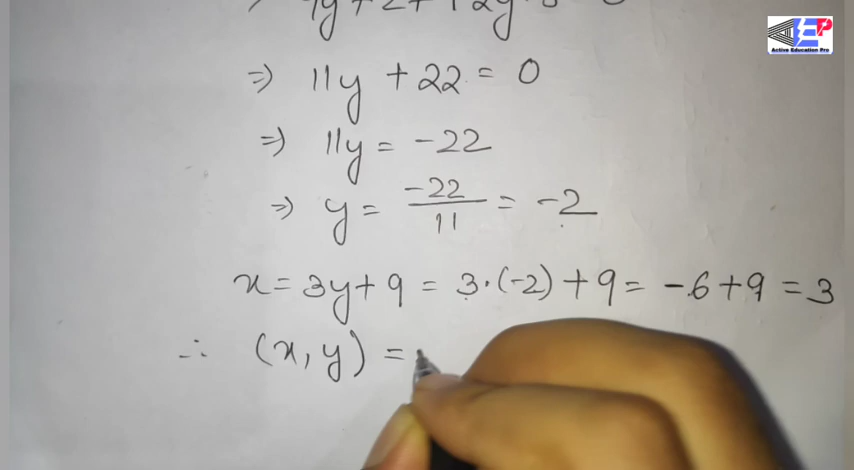 AEP
Active Education Pro
=) 11y + 22 = 0
=) 11y = -22
=) y = -22/11 = -2
x = 3y + 9 = 3·(-2) + 9 = -6 + 9 = 3
∴ (x, y) =